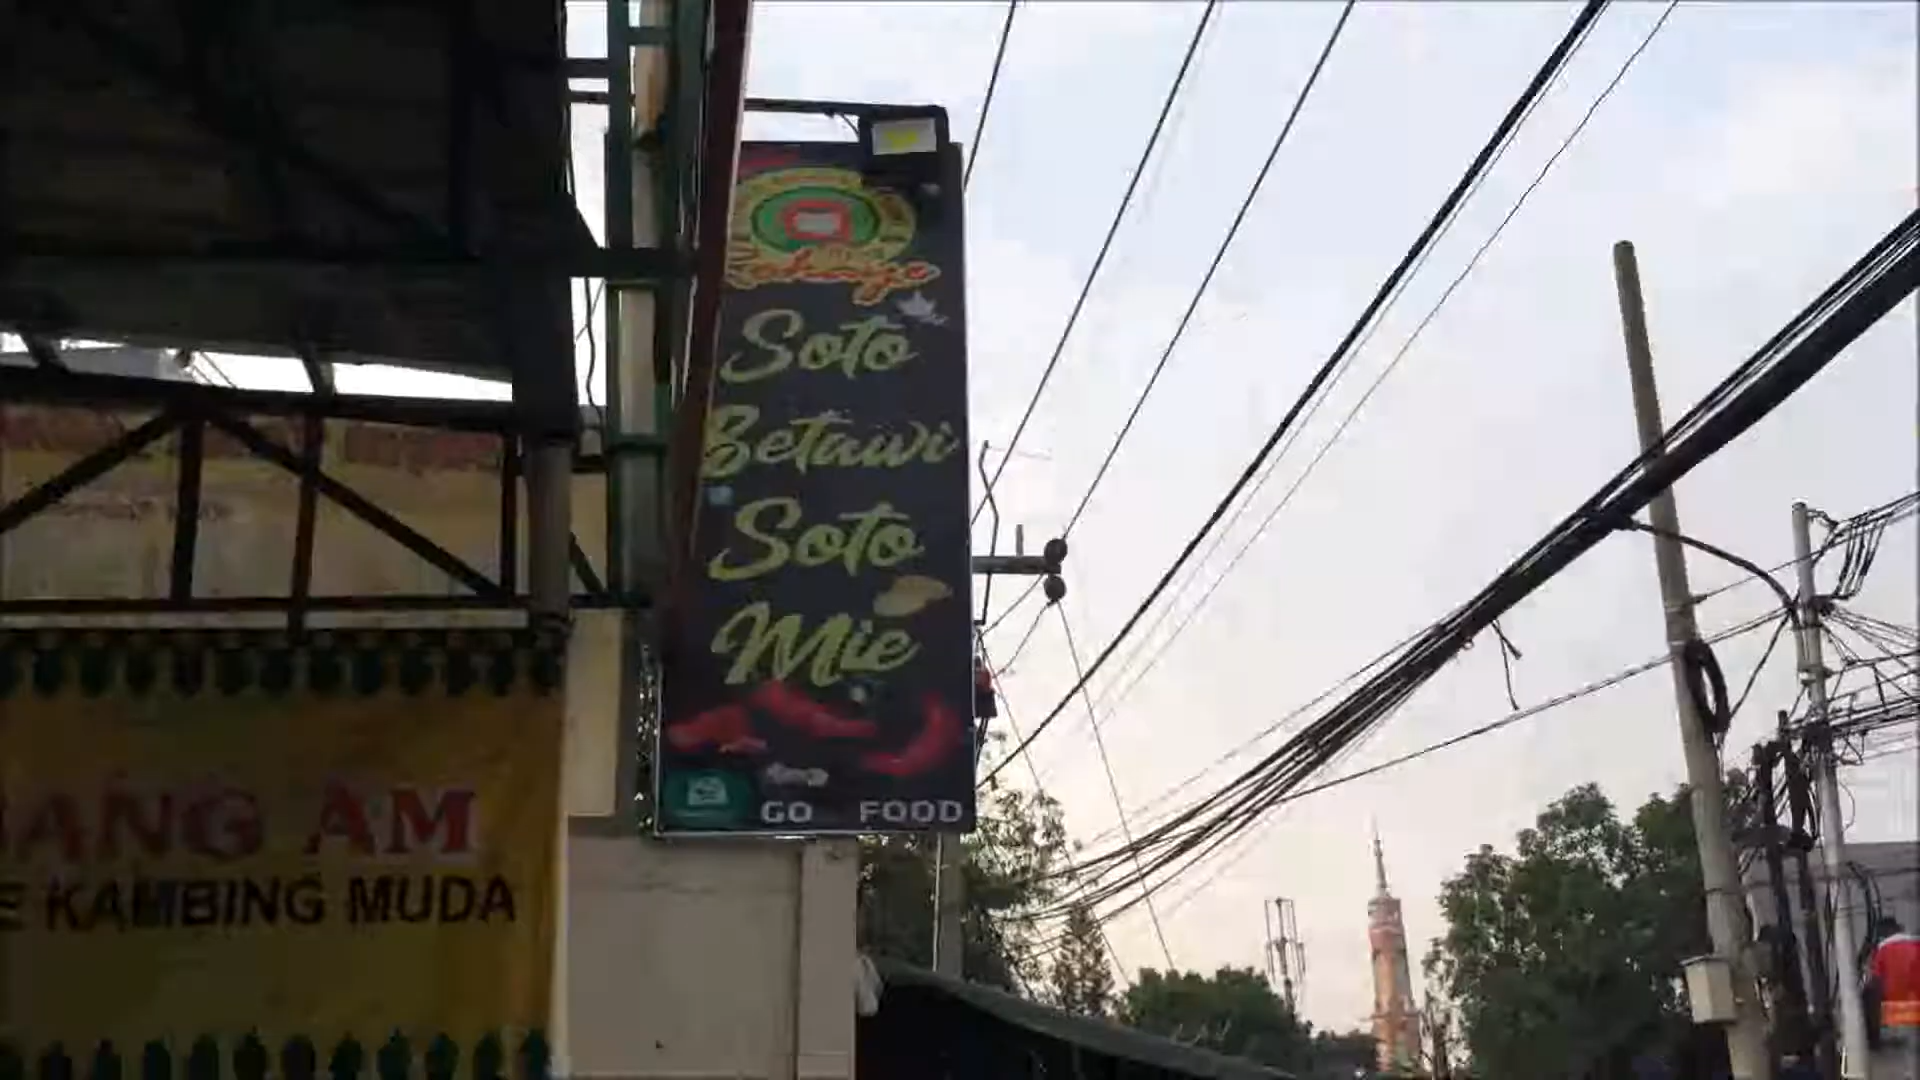 Soto
Betawi
Soto
Mie
GO FOOD
ANG AM
KAMBING MUDA